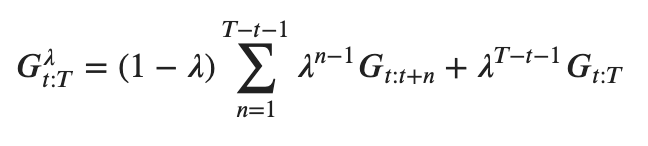 G^λ_{t:T} = (1 − λ) ∑_{n=1}^{T−t−1} λ^{n−1} G_{t:t+n} + λ^{T−t−1} G_{t:T}